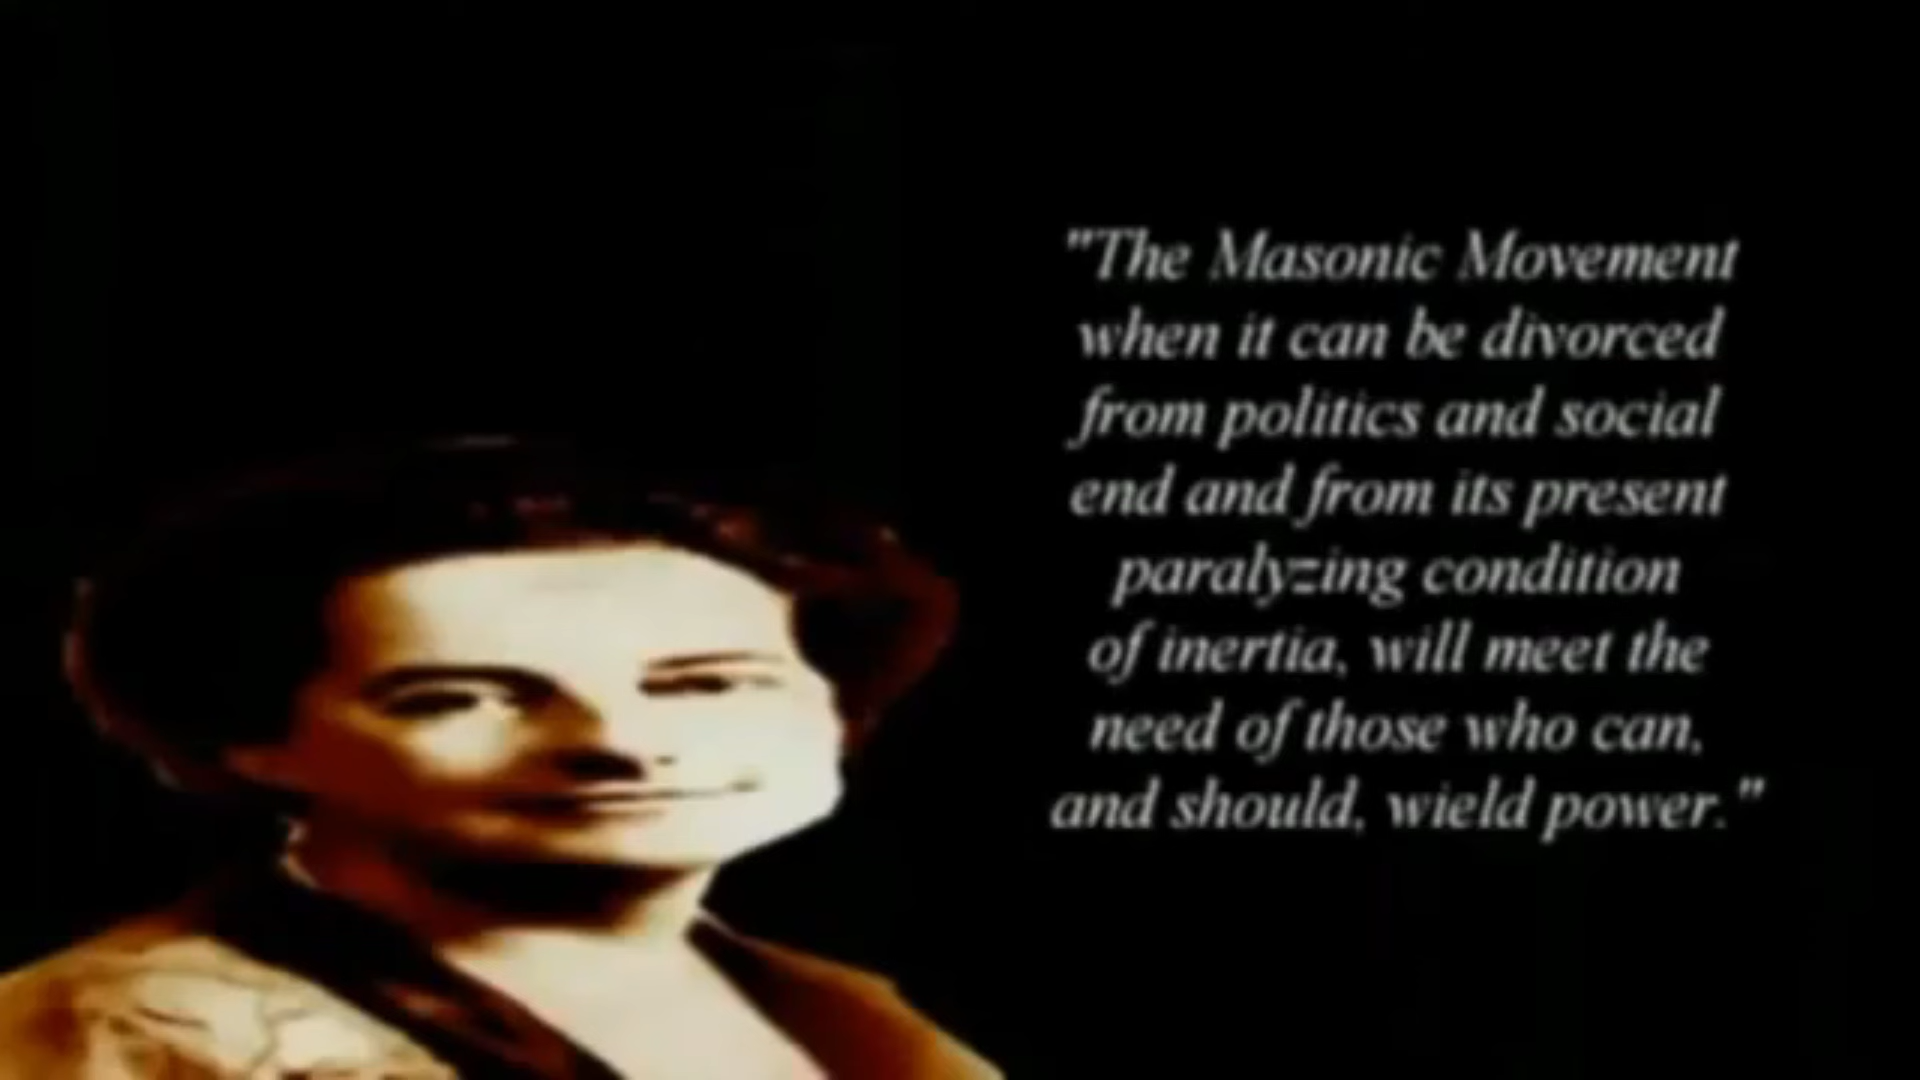 "The Masonic Movement
when it can be divorced
from politics and social
end and from its present
paralyzing condition
of inertia, will meet the
need of those who can,
and should, wield power."